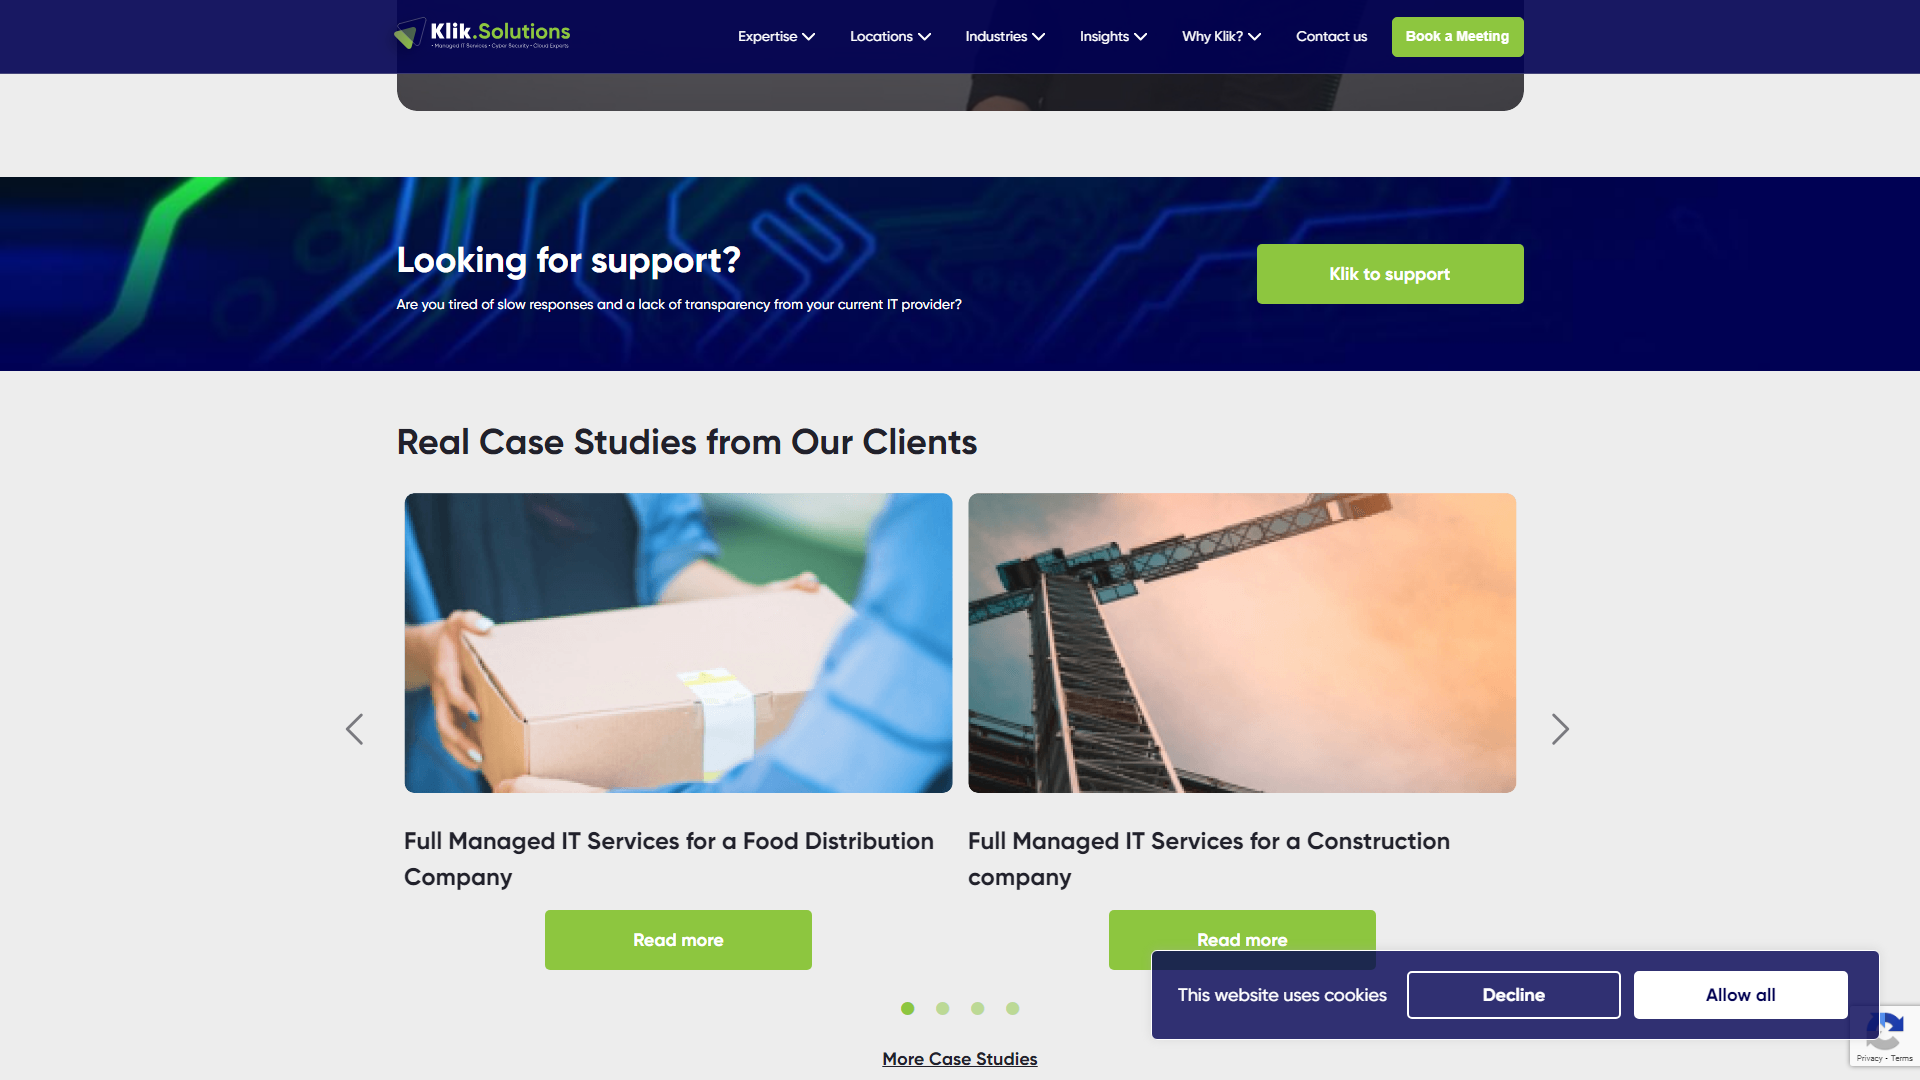 Klik.Solutions
• Managed IT Services • Cyber Security • Cloud Experts
Expertise
Locations
Industries
Insights
Why Klik?
Contact us
Book a Meeting
Looking for support?
Are you tired of slow responses and a lack of transparency from your current IT provider?
Klik to support
Real Case Studies from Our Clients
Full Managed IT Services for a Food Distribution
Company
Read more
Full Managed IT Services for a Construction
company
Read more
This website uses cookies
Decline
Allow all
Privacy - Terms
More Case Studies